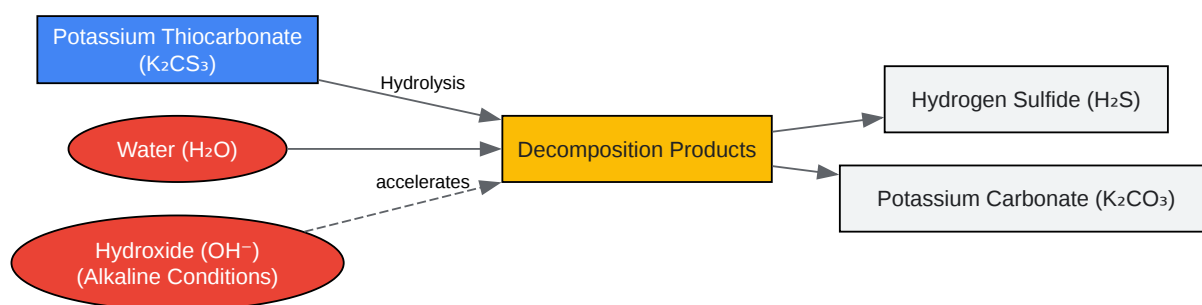 Potassium Thiocarbonate
(K₂CS₃)
Hydrolysis
Water (H₂O)
accelerates
Hydroxide (OH⁻)
(Alkaline Conditions)
Decomposition Products
Hydrogen Sulfide (H₂S)
Potassium Carbonate (K₂CO₃)